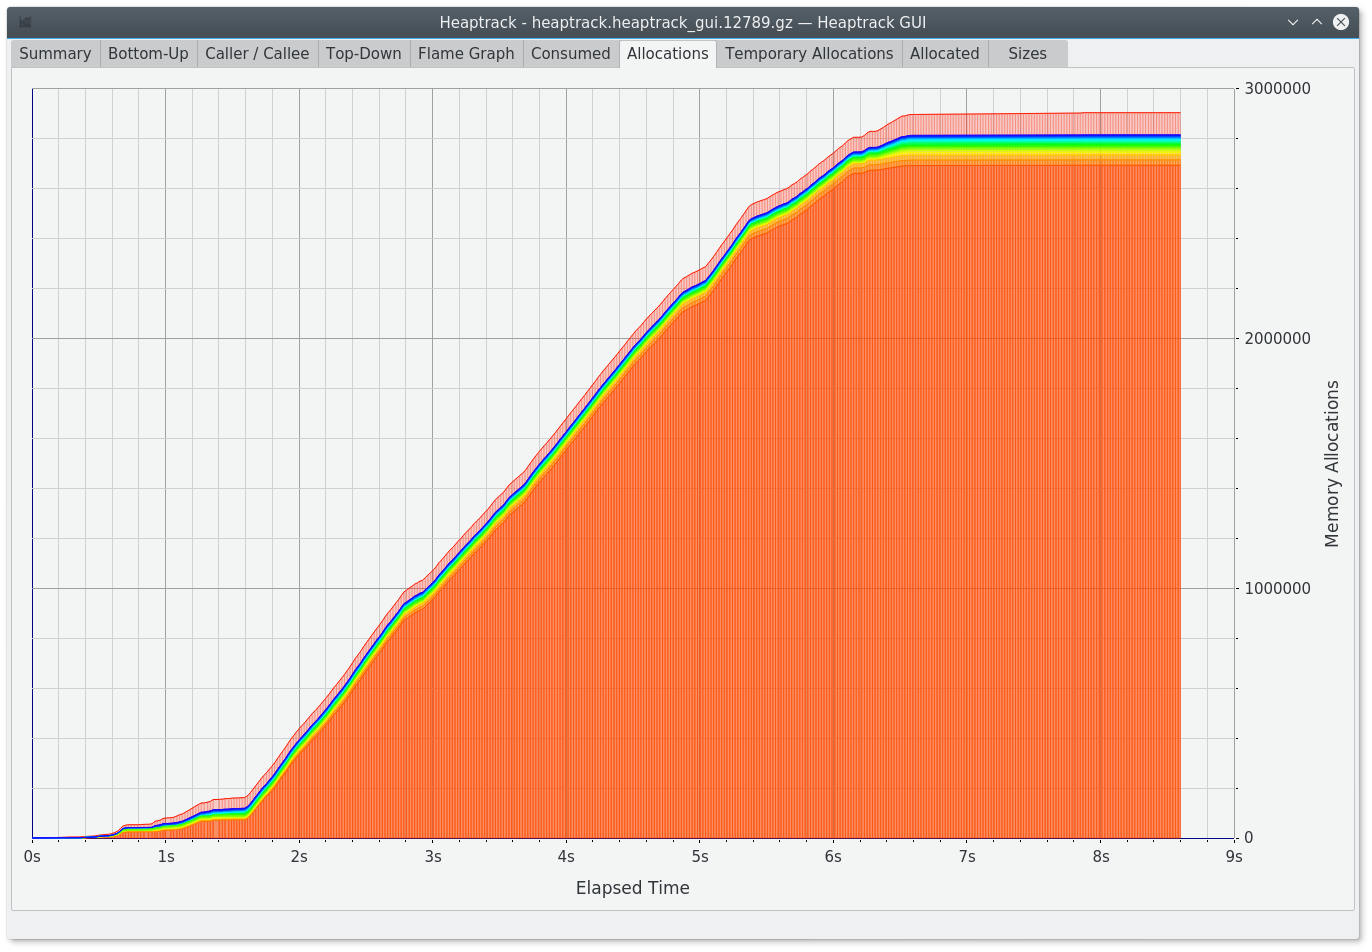 Heaptrack - heaptrack.heaptrack_gui.12789.gz — Heaptrack GUI
Summary Bottom-Up Caller / Callee Top-Down Flame Graph Consumed Allocations Temporary Allocations Allocated Sizes
3000000
2000000
Memory Allocations
1000000
0
0s 1s 2s 3s 4s 5s 6s 7s 8s 9s
Elapsed Time